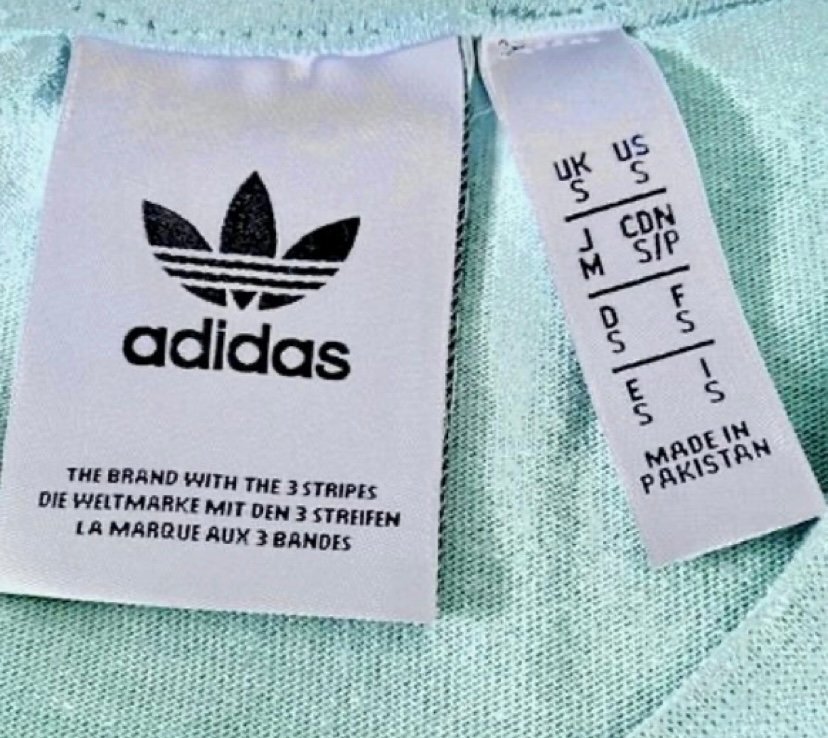 adidas
THE BRAND WITH THE 3 STRIPES
DIE WELTMARKE MIT DEN 3 STREIFEN
LA MARQUE AUX 3 BANDES
UK US
S S
J CDN
M S/P
D F
S S
E I
S S
MADE IN
PAKISTAN